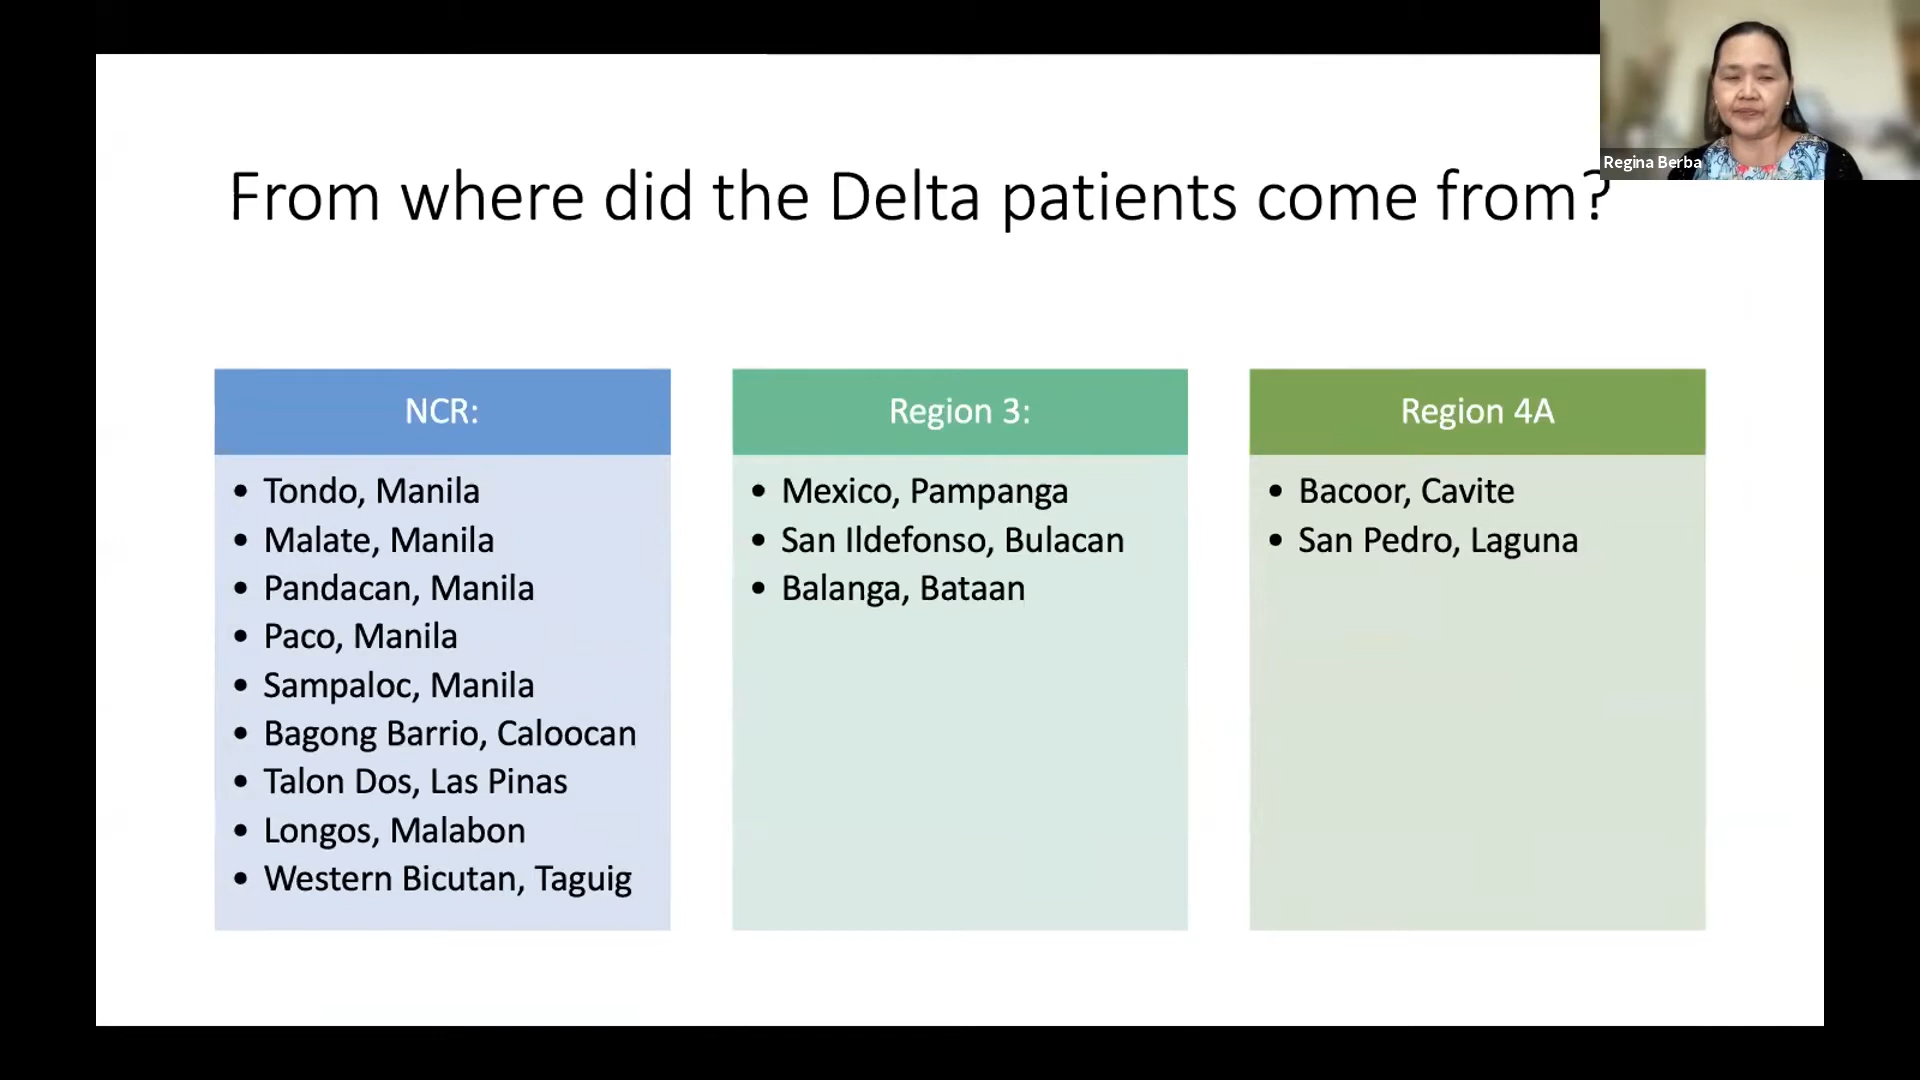 Regina Berba
From where did the Delta patients come from?
NCR:
• Tondo, Manila
• Malate, Manila
• Pandacan, Manila
• Paco, Manila
• Sampaloc, Manila
• Bagong Barrio, Caloocan
• Talon Dos, Las Pinas
• Longos, Malabon
• Western Bicutan, Taguig
Region 3:
• Mexico, Pampanga
• San Ildefonso, Bulacan
• Balanga, Bataan
Region 4A
• Bacoor, Cavite
• San Pedro, Laguna